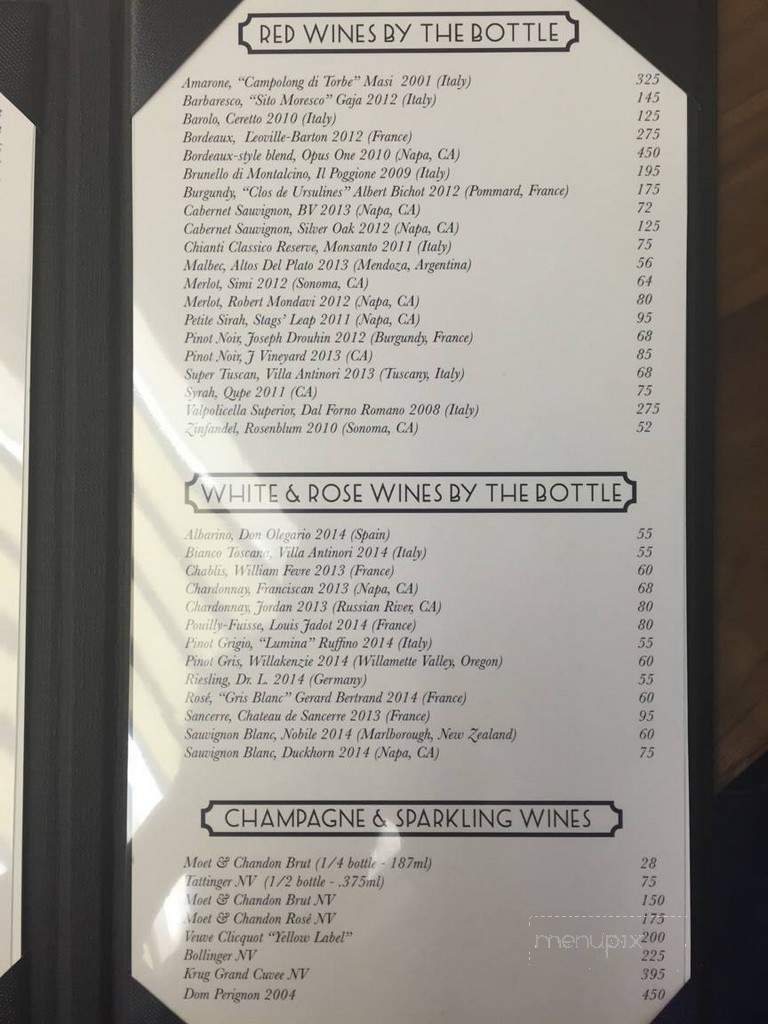 RED WINES BY THE BOTTLE
Amarone, "Campolong di Torbe" Masi 2001 (Italy) 325
Barbaresco, "Sito Moresco" Gaja 2012 (Italy) 145
Barolo, Ceretto 2010 (Italy) 125
Bordeaux, Leoville-Barton 2012 (France) 275
Bordeaux-style blend, Opus One 2010 (Napa, CA) 450
Brunello di Montalcino, Il Poggione 2009 (Italy) 195
Burgundy, "Clos de Ursulines" Albert Bichot 2012 (Pommard, France) 175
Cabernet Sauvignon, BV 2013 (Napa, CA) 72
Cabernet Sauvignon, Silver Oak 2012 (Napa, CA) 125
Chianti Classico Reserve, Monsanto 2011 (Italy) 75
Malbec, Altos Del Plato 2013 (Mendoza, Argentina) 56
Merlot, Simi 2012 (Sonoma, CA) 64
Merlot, Robert Mondavi 2012 (Napa, CA) 80
Petite Sirah, Stags' Leap 2011 (Napa, CA) 95
Pinot Noir, Joseph Drouhin 2012 (Burgundy, France) 68
Pinot Noir, J Vineyard 2013 (CA) 85
Super Tuscan, Villa Antinori 2013 (Tuscany, Italy) 68
Syrah, Qupe 2011 (CA) 75
Valpolicella Superior, Dal Forno Romano 2008 (Italy) 275
Zinfandel, Rosenblum 2010 (Sonoma, CA) 52
WHITE & ROSE WINES BY THE BOTTLE
Albarino, Don Olegario 2014 (Spain) 55
Bianco Toscana, Villa Antinori 2014 (Italy) 55
Chablis, William Fevre 2013 (France) 60
Chardonnay, Franciscan 2013 (Napa, CA) 68
Chardonnay, Jordan 2013 (Russian River, CA) 80
Pouilly-Fuisse, Louis Jadot 2014 (France) 80
Pinot Grigio, "Lumina" Ruffino 2014 (Italy) 55
Pinot Gris, Willakenzie 2014 (Willamette Valley, Oregon) 60
Riesling, Dr. L. 2014 (Germany) 55
Rosé, "Gris Blanc" Gerard Bertrand 2014 (France) 60
Sancerre, Chateau de Sancerre 2013 (France) 95
Sauvignon Blanc, Nobile 2014 (Marlborough, New Zealand) 60
Sauvignon Blanc, Duckhorn 2014 (Napa, CA) 75
CHAMPAGNE & SPARKLING WINES
Moet & Chandon Brut (1/4 bottle - 187ml) 28
Tattinger NV (1/2 bottle - .375ml) 75
Moet & Chandon Brut NV 150
Moet & Chandon Rosé NV 175
Veuve Clicquot "Yellow Label" 200
Bollinger NV 225
Krug Grand Cuvee NV 395
Dom Perignon 2004 450
menupix